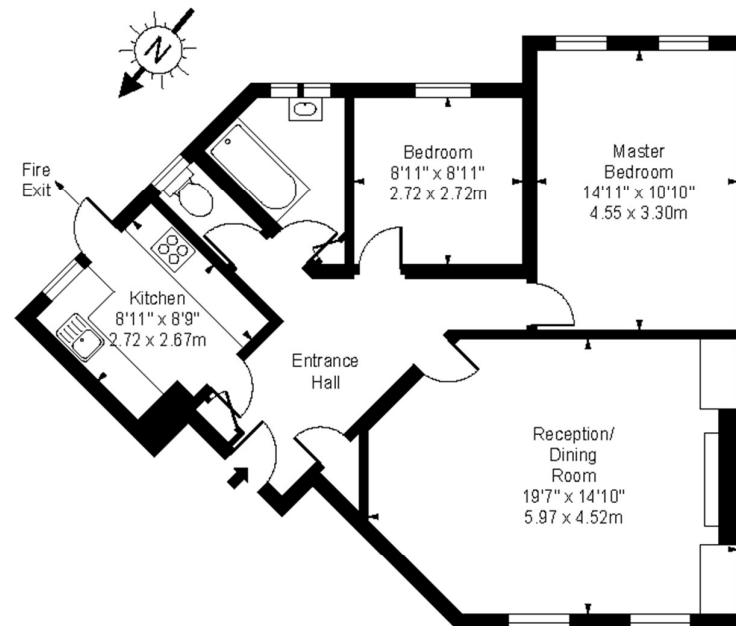 N
Fire
Exit
Bedroom
8'11" x 8'11"
2.72 x 2.72m
Master
Bedroom
14'11" x 10'10"
4.55 x 3.30m
Kitchen
8'11" x 8'9"
2.72 x 2.67m
Entrance
Hall
Reception/
Dining
Room
19'7" x 14'10"
5.97 x 4.52m